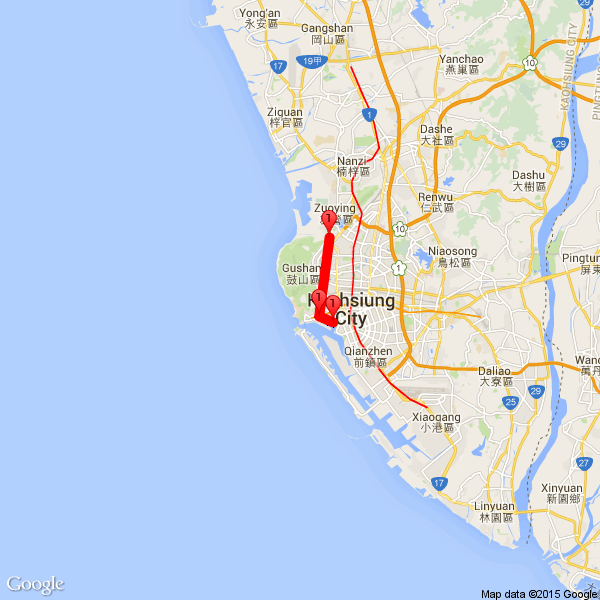 Yong'an
永安區
Gangshan
岡山區
17
19甲
Yanchao
燕巢區
10
KAOHSIUNG CITY
PINGTUNG
Ziguan
梓官區
1
Dashe
大社區
29
Nanzi
楠梓區
Dashu
大樹區
Renwu
仁武區
Zuoying
1
10
Niaosong
鳥松區
Pingtun
屏東
Gushan
鼓山區
1
1
1
Kaohsiung
City
Qianzhen
前鎮區
Daliao
大寮區
Wand
萬丹
25
29
Xiaogang
小港區
17
Xinyuan
新園鄉
Linyuan
林園區
Google
Map data ©2015 Google